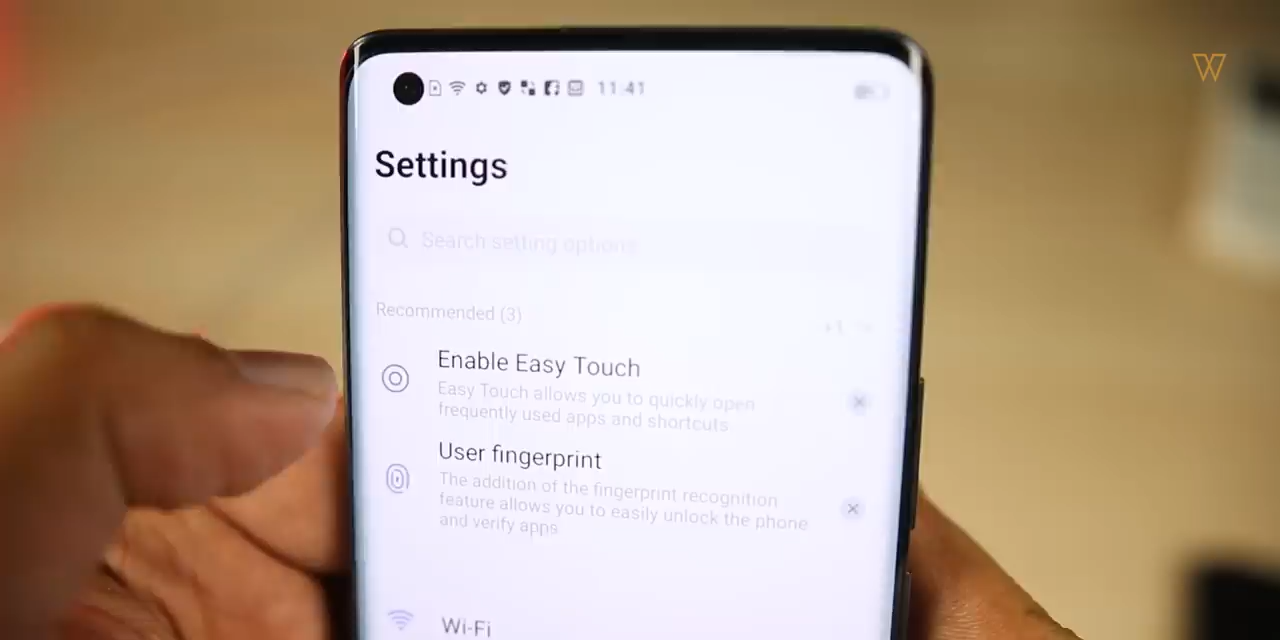 11:41
Settings
Search setting options
Recommended (3)
Enable Easy Touch
Easy Touch allows you to quickly open
frequently used apps and shortcuts
User fingerprint
The addition of the fingerprint recognition
feature allows you to easily unlock the phone
and verify apps
Wi-Fi